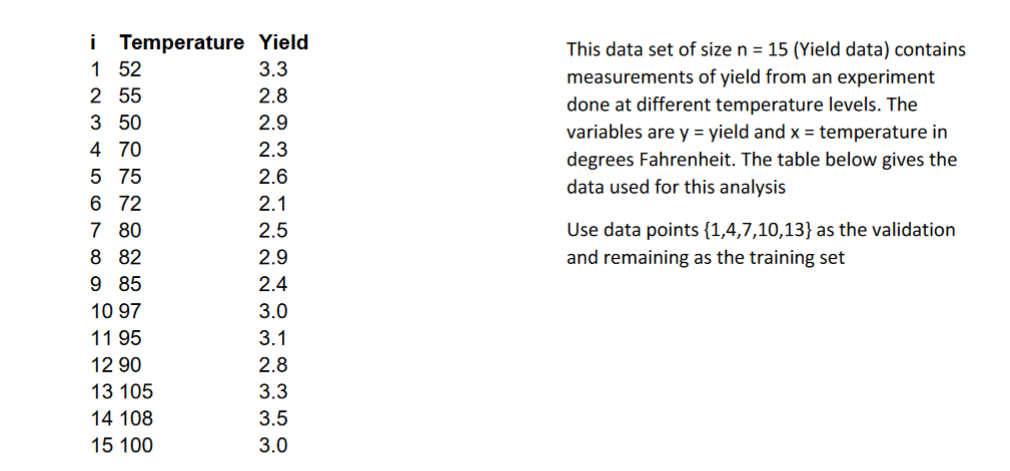 i Temperature Yield
1 52 3.3
2 55 2.8
3 50 2.9
4 70 2.3
5 75 2.6
6 72 2.1
7 80 2.5
8 82 2.9
9 85 2.4
10 97 3.0
11 95 3.1
12 90 2.8
13 105 3.3
14 108 3.5
15 100 3.0
This data set of size n = 15 (Yield data) contains
measurements of yield from an experiment
done at different temperature levels. The
variables are y = yield and x = temperature in
degrees Fahrenheit. The table below gives the
data used for this analysis
Use data points {1,4,7,10,13} as the validation
and remaining as the training set